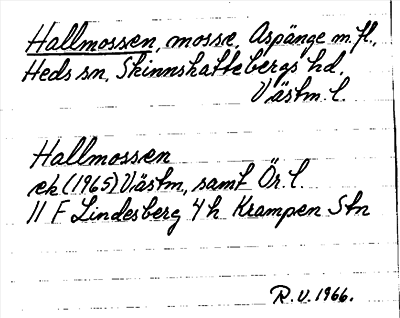 Hallmossen, mosse, Aspänge m.fl.,
Heds sn, Skinnskattebergs hd,
Västm. l.
Hallmossen
ek (1965) Västm, samt Ör. l.
11 F Lindesberg 4 h Krampen Stn
R.V. 1966.